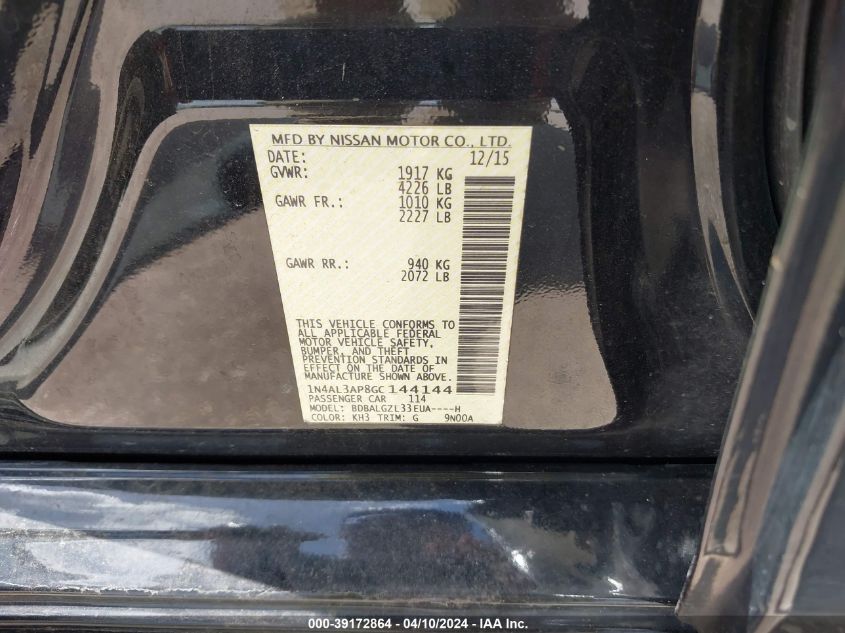 MFD BY NISSAN MOTOR CO., LTD.
DATE: 12/15
GVWR: 1917 KG
4226 LB
GAWR FR.: 1010 KG
2227 LB
GAWR RR.: 940 KG
2072 LB
THIS VEHICLE CONFORMS TO
ALL APPLICABLE FEDERAL
MOTOR VEHICLE SAFETY,
BUMPER, AND THEFT
PREVENTION STANDARDS IN
EFFECT ON THE DATE OF
MANUFACTURE SHOWN ABOVE.
1N4AL3AP8GC144144
PASSENGER CAR 114
MODEL: BDBALGZL33EUA----H
COLOR: KH3 TRIM: G 9N00A
000-39172864 - 04/10/2024 - IAA Inc.